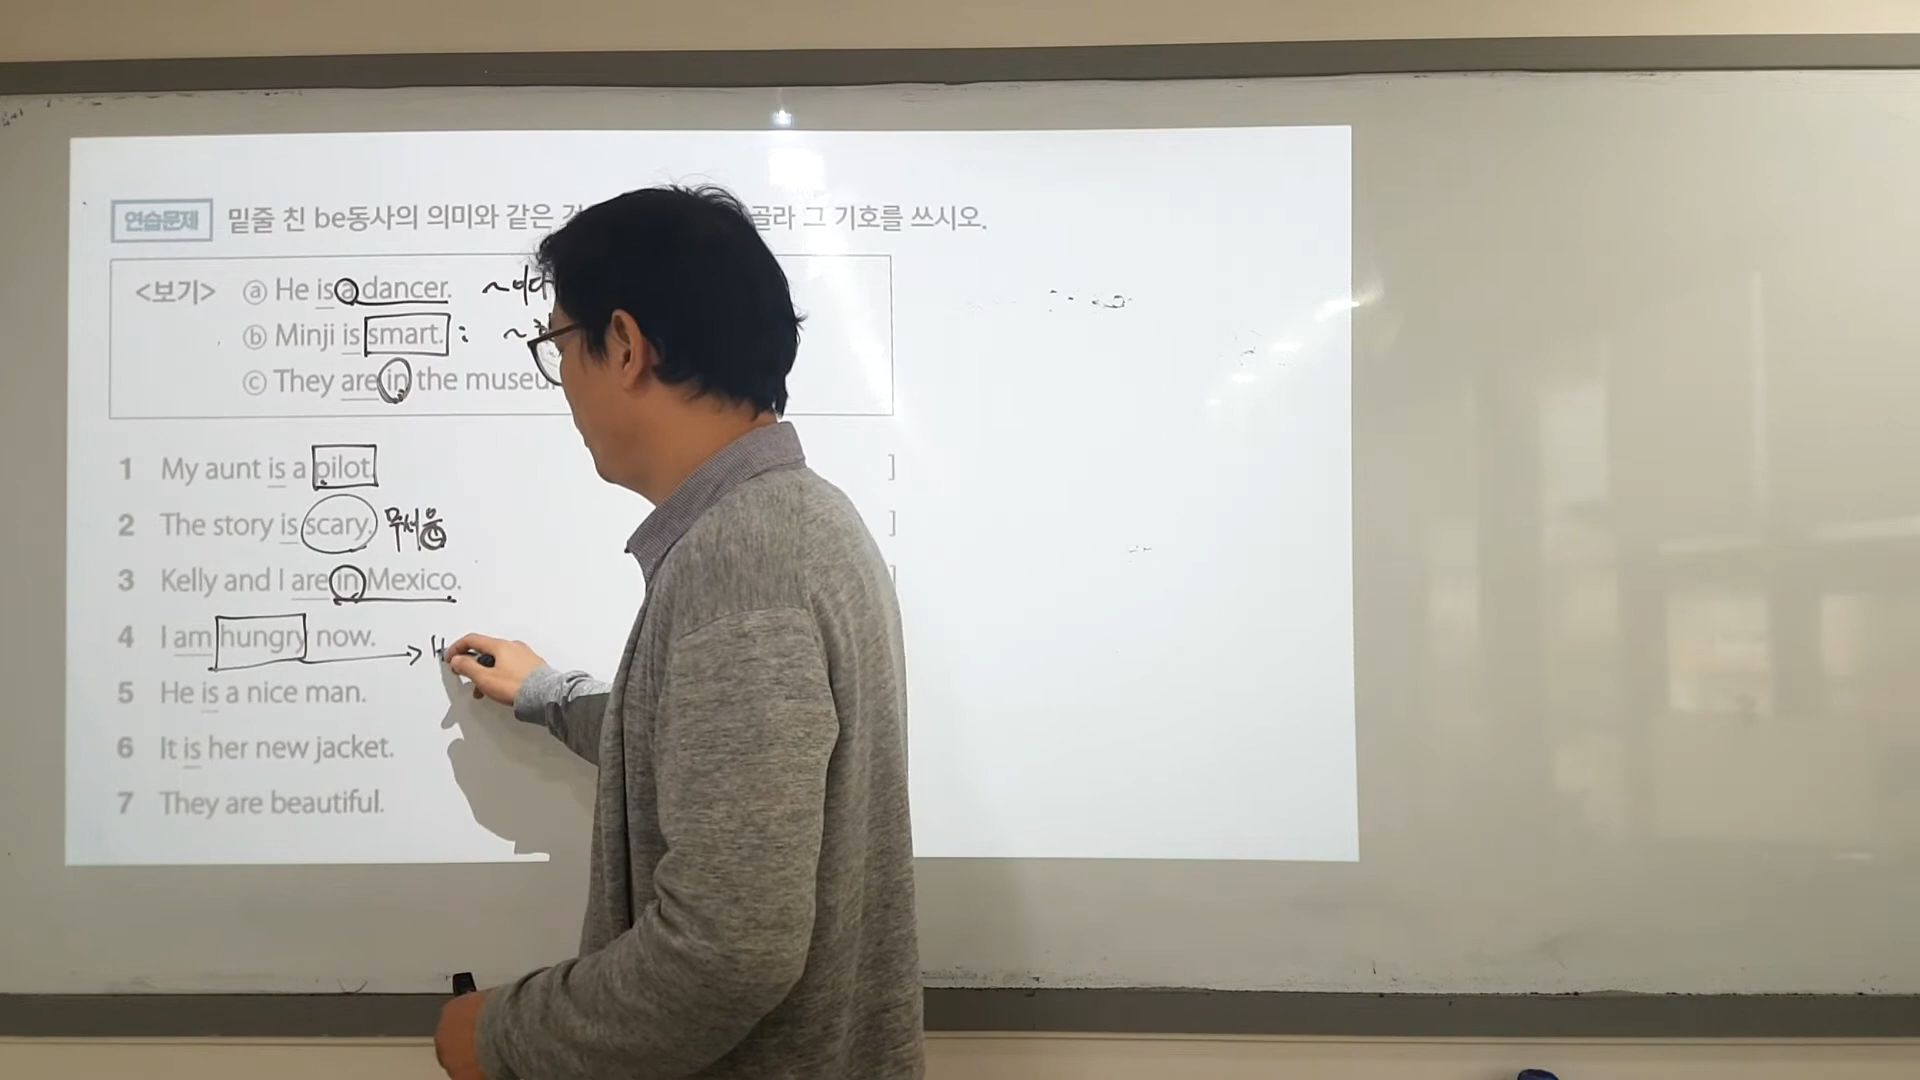 연습문제 밑줄 친 be동사의 의미와 같은 골라 그 기호를 쓰시오.
<보기> ⓐ He is a dancer. ~이다
ⓑ Minji is smart. : ~
ⓒ They are in the
1 My aunt is a pilot. ]
2 The story is scary. 무서운 ]
3 Kelly and I are in Mexico. ]
4 I am hungry now. →
5 He is a nice man.
6 It is her new jacket.
7 They are beautiful.